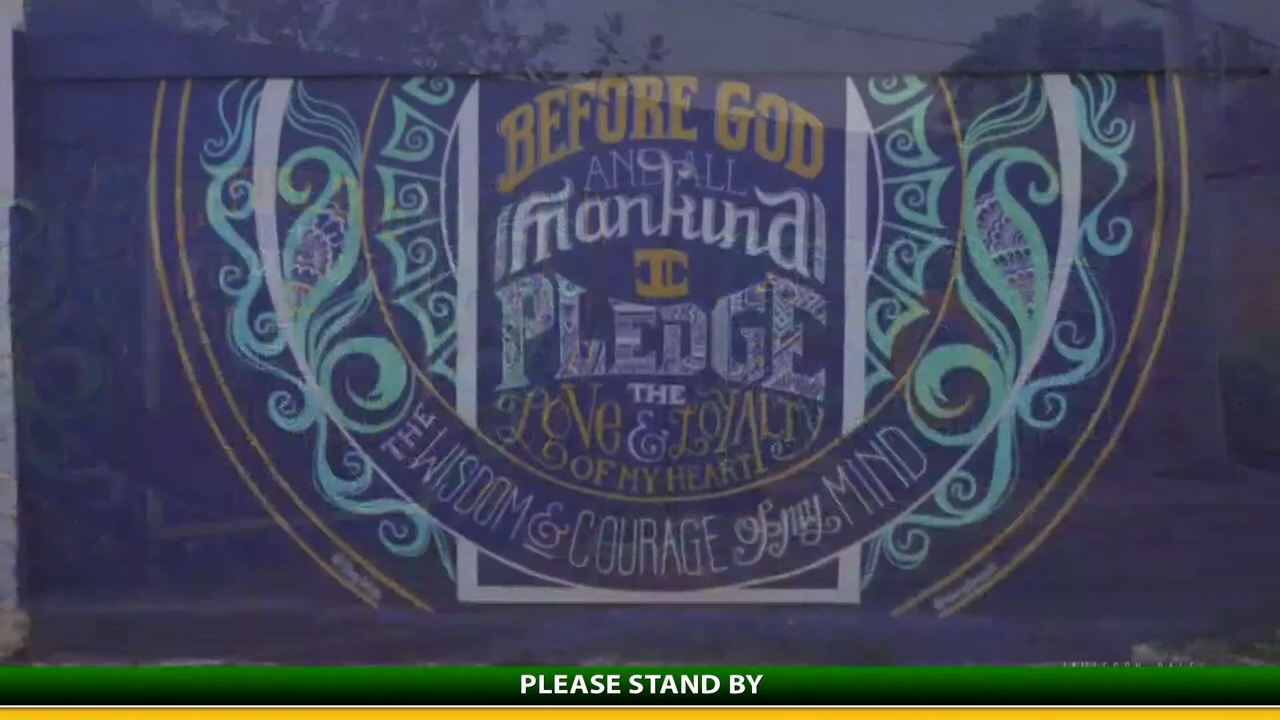 BEFORE GOD
AND ALL
Mankind
I
PLEDGE
THE
LOVE & LOYALTY
OF MY HEART
THE WISDOM & COURAGE of my MIND
PLEASE STAND BY